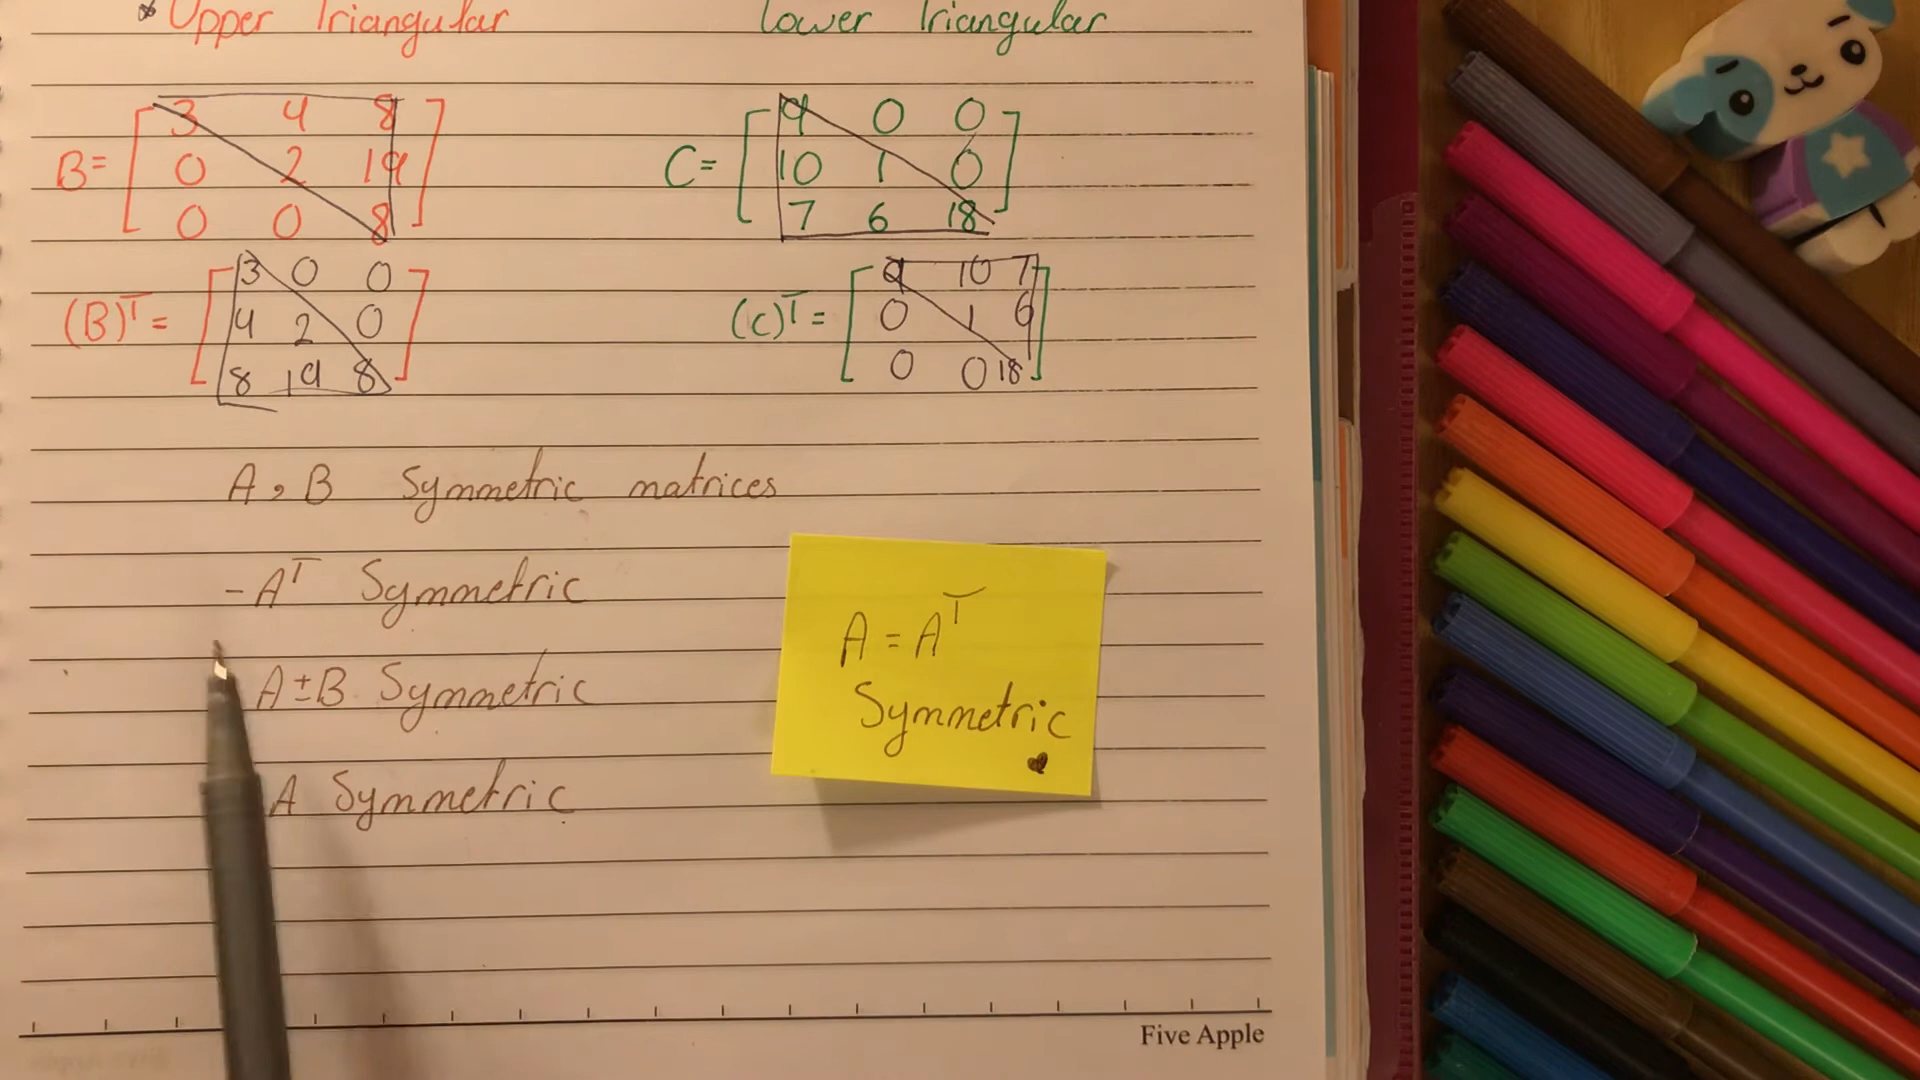 * Upper Triangular
Lower Triangular
B = [ 3 4 8
0 2 19
0 0 8 ]
C = [ 9 0 0
10 1 0
7 6 18 ]
(B)ᵀ = [ 3 0 0
4 2 0
8 19 8 ]
(C)ᵀ = [ 9 10 7
0 1 6
0 0 18 ]
A, B Symmetric matrices
- Aᵀ Symmetric
A ± B Symmetric
A Symmetric
A = Aᵀ
Symmetric
Five Apple